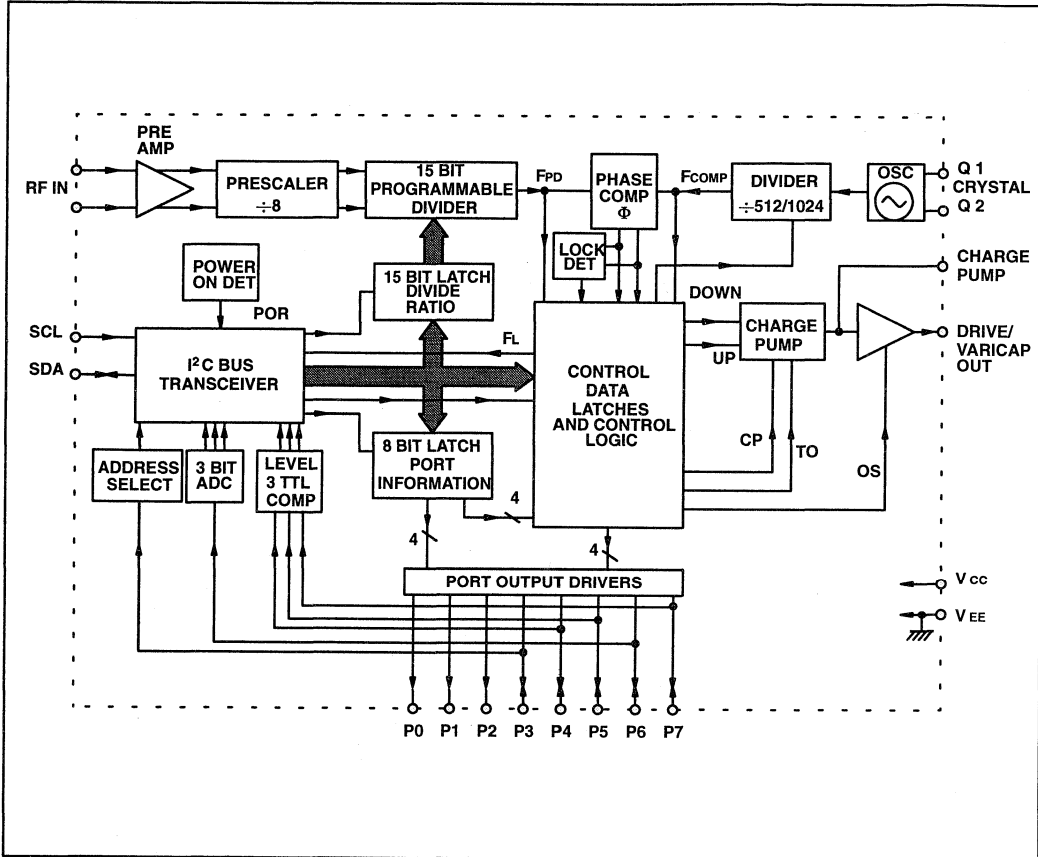 PRE
AMP
RF IN
PRESCALER
÷8
15 BIT
PROGRAMMABLE
DIVIDER
FPD
PHASE
COMP
Φ
FCOMP
DIVIDER
÷512/1024
OSC
Q 1
CRYSTAL
Q 2
LOCK
DET
POWER
ON DET
POR
15 BIT LATCH
DIVIDE
RATIO
CHARGE
PUMP
SCL
SDA
I²C BUS
TRANSCEIVER
FL
CONTROL
DATA
LATCHES
AND CONTROL
LOGIC
DOWN
UP
CHARGE
PUMP
DRIVE/
VARICAP
OUT
CP
TO
OS
ADDRESS
SELECT
3 BIT
ADC
LEVEL
3 TTL
COMP
8 BIT LATCH
PORT
INFORMATION
4
4
4
PORT OUTPUT DRIVERS
VCC
VEE
P0 P1 P2 P3 P4 P5 P6 P7